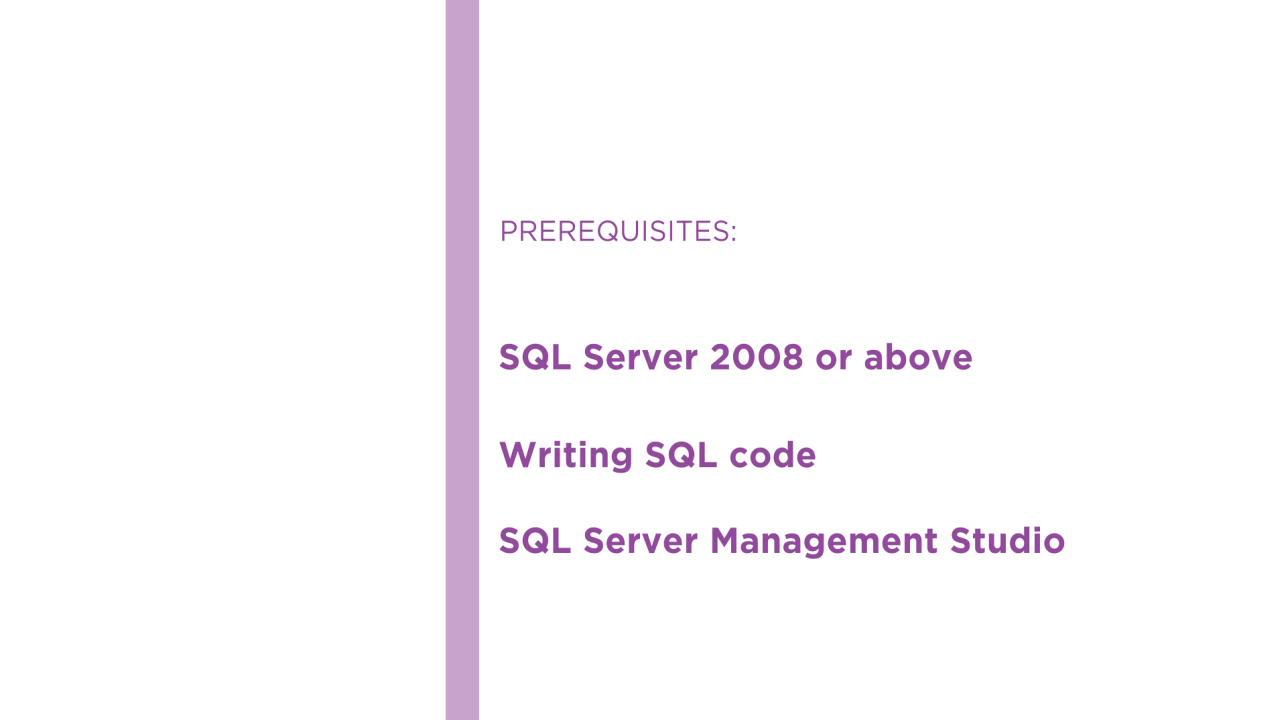 PREREQUISITES:
SQL Server 2008 or above
Writing SQL code
SQL Server Management Studio